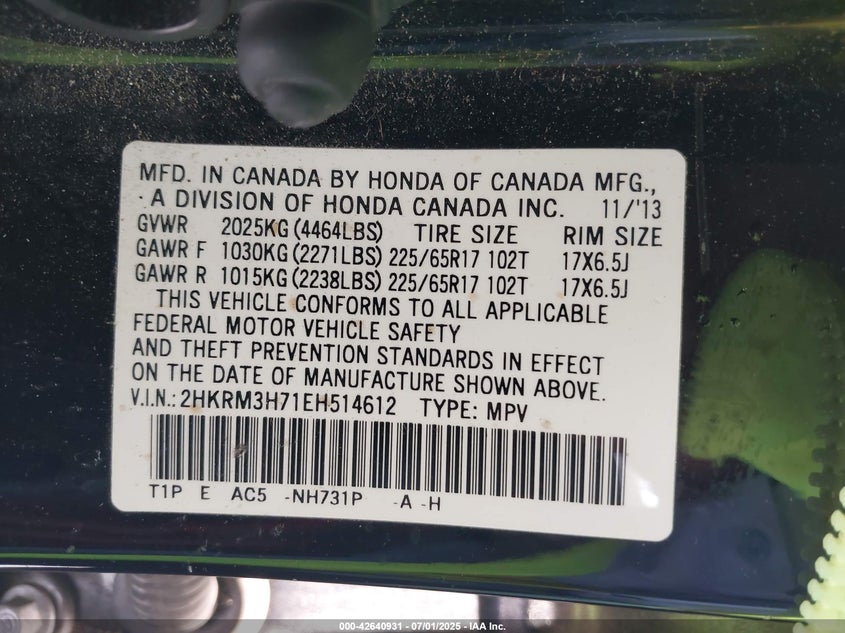 MFD. IN CANADA BY HONDA OF CANADA MFG.,
A DIVISION OF HONDA CANADA INC. 11/'13
GVWR 2025KG (4464LBS) TIRE SIZE RIM SIZE
GAWR F 1030KG (2271LBS) 225/65R17 102T 17X6.5J
GAWR R 1015KG (2238LBS) 225/65R17 102T 17X6.5J
THIS VEHICLE CONFORMS TO ALL APPLICABLE
FEDERAL MOTOR VEHICLE SAFETY
AND THEFT PREVENTION STANDARDS IN EFFECT
ON THE DATE OF MANUFACTURE SHOWN ABOVE.
V.I.N.: 2HKRM3H71EH514612 TYPE: MPV
T1P E AC5 -NH731P -A -H
000-42640931 - 07/01/2025 - IAA Inc.